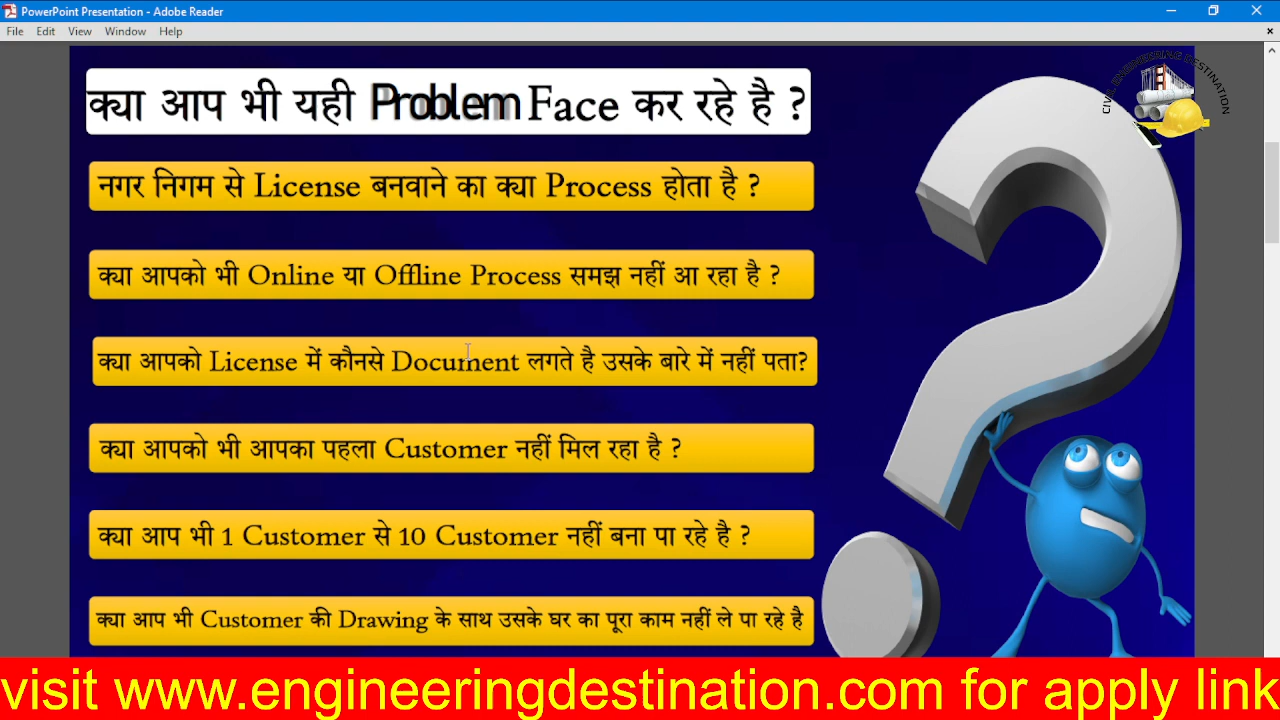 PowerPoint Presentation - Adobe Reader
File Edit View Window Help
CIVIL ENGINEERING DESTINATION
क्या आप भी यही Problem Face कर रहे है ?
नगर निगम से License बनवाने का क्या Process होता है ?
क्या आपको भी Online या Offline Process समझ नहीं आ रहा है ?
क्या आपको License में कौनसे Document लगते है उसके बारे में नहीं पता?
क्या आपको भी आपका पहला Customer नहीं मिल रहा है ?
क्या आप भी 1 Customer से 10 Customer नहीं बना पा रहे है ?
क्या आप भी Customer की Drawing के साथ उसके घर का पूरा काम नहीं ले पा रहे है
visit www.engineeringdestination.com for apply link